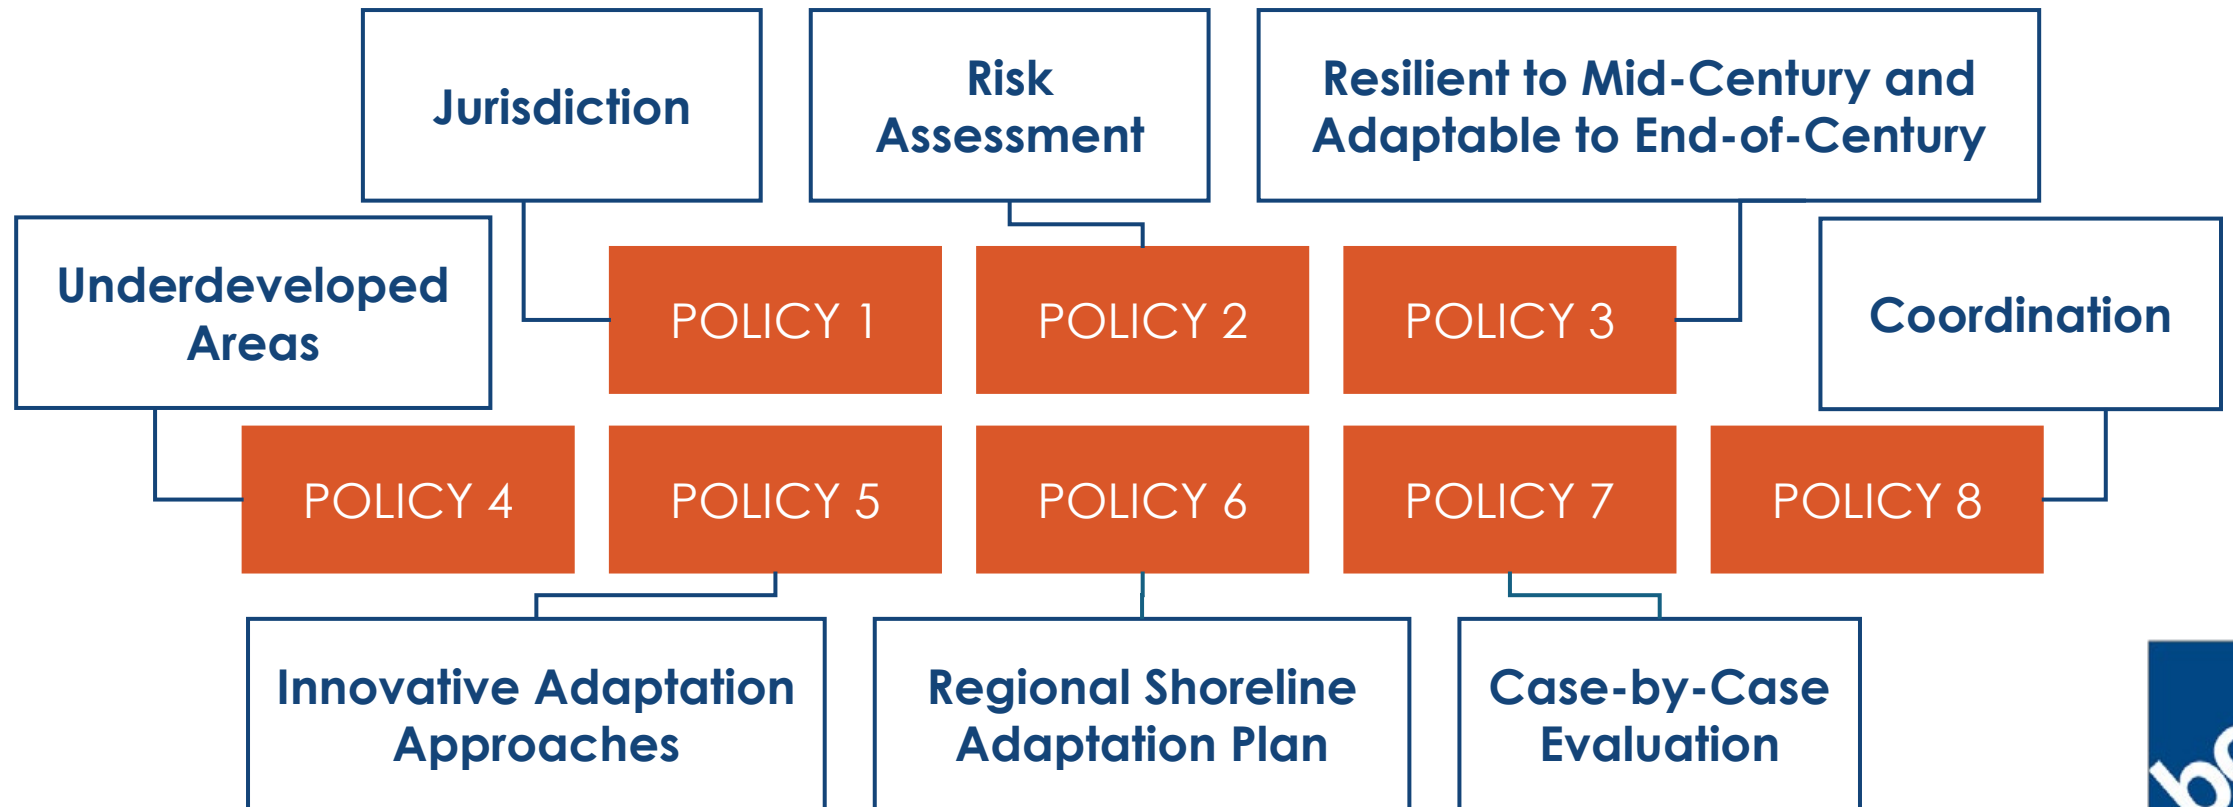 Jurisdiction
Risk
Assessment
Resilient to Mid-Century and
Adaptable to End-of-Century
Underdeveloped
Areas
POLICY 1
POLICY 2
POLICY 3
Coordination
POLICY 4
POLICY 5
POLICY 6
POLICY 7
POLICY 8
Innovative Adaptation
Approaches
Regional Shoreline
Adaptation Plan
Case-by-Case
Evaluation